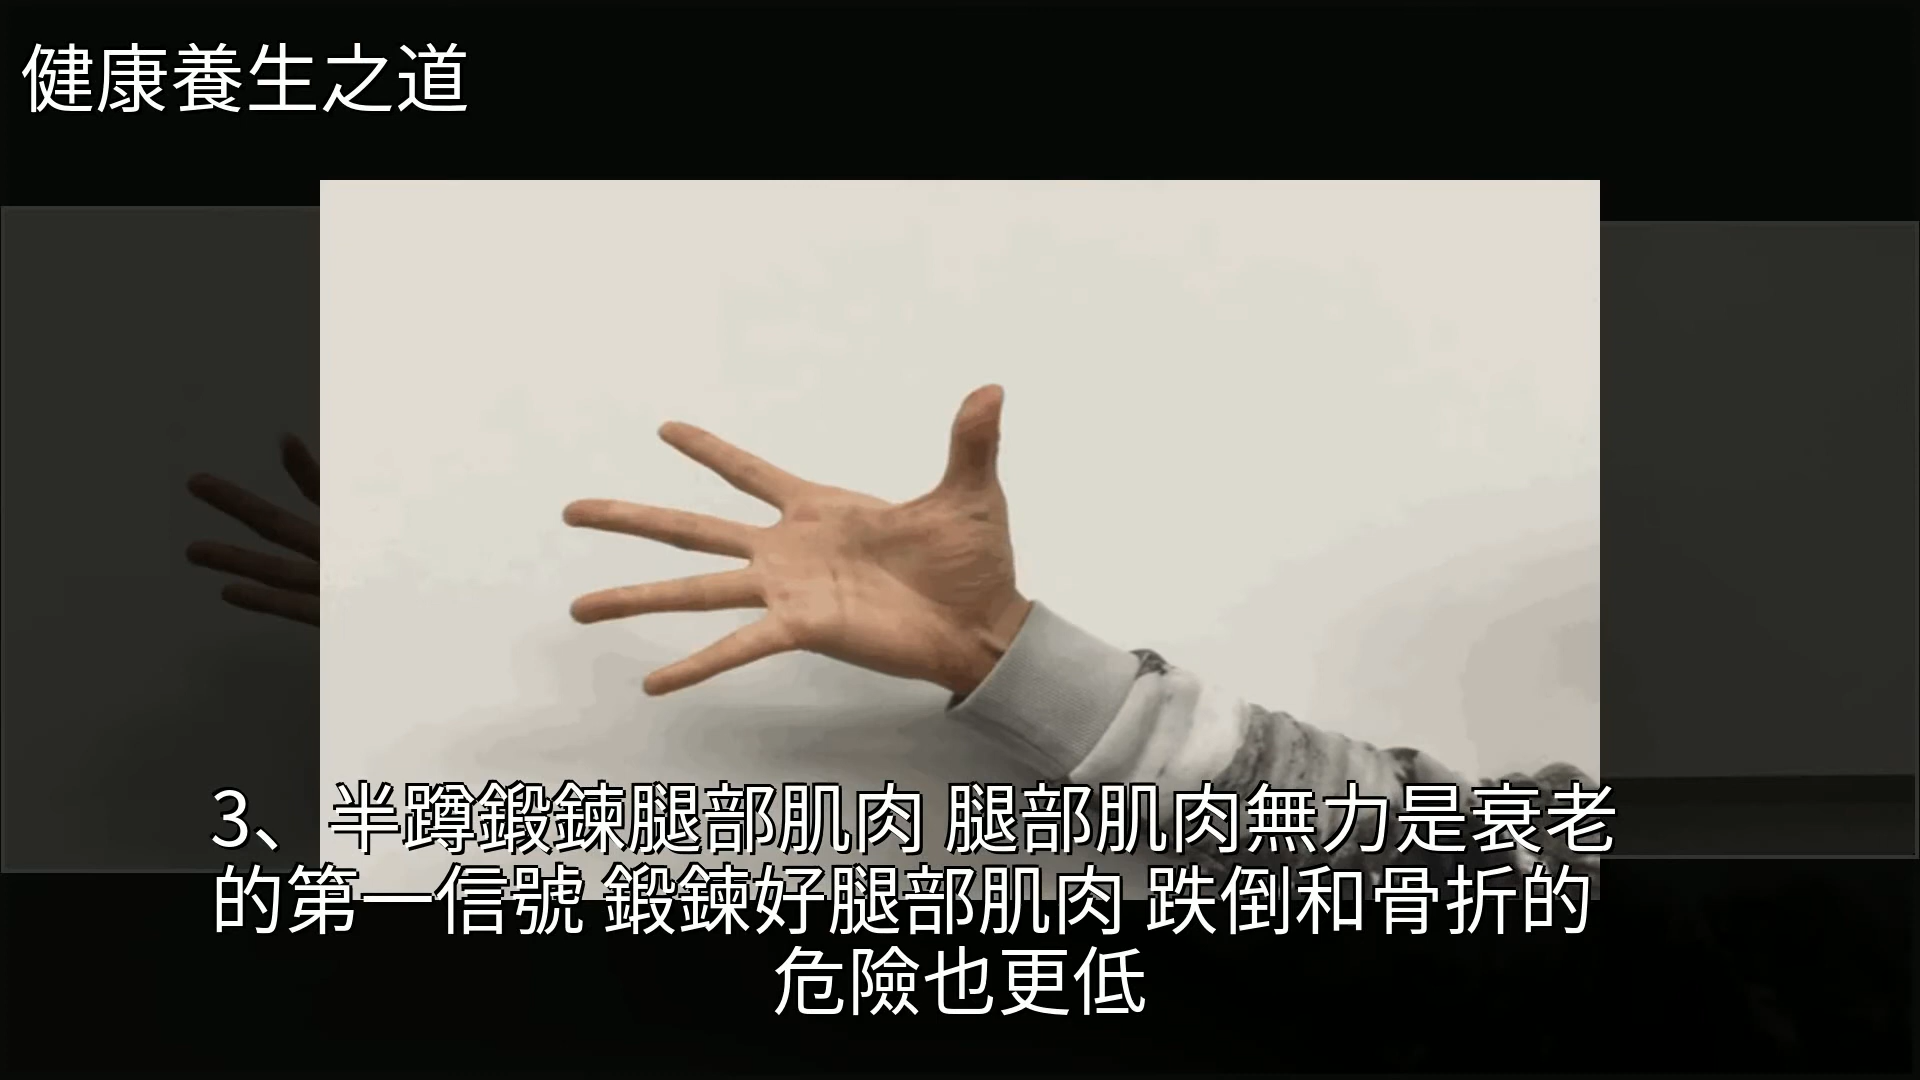 健康養生之道
3、半蹲鍛鍊腿部肌肉 腿部肌肉無力是衰老
的第一信號 鍛鍊好腿部肌肉 跌倒和骨折的
危險也更低